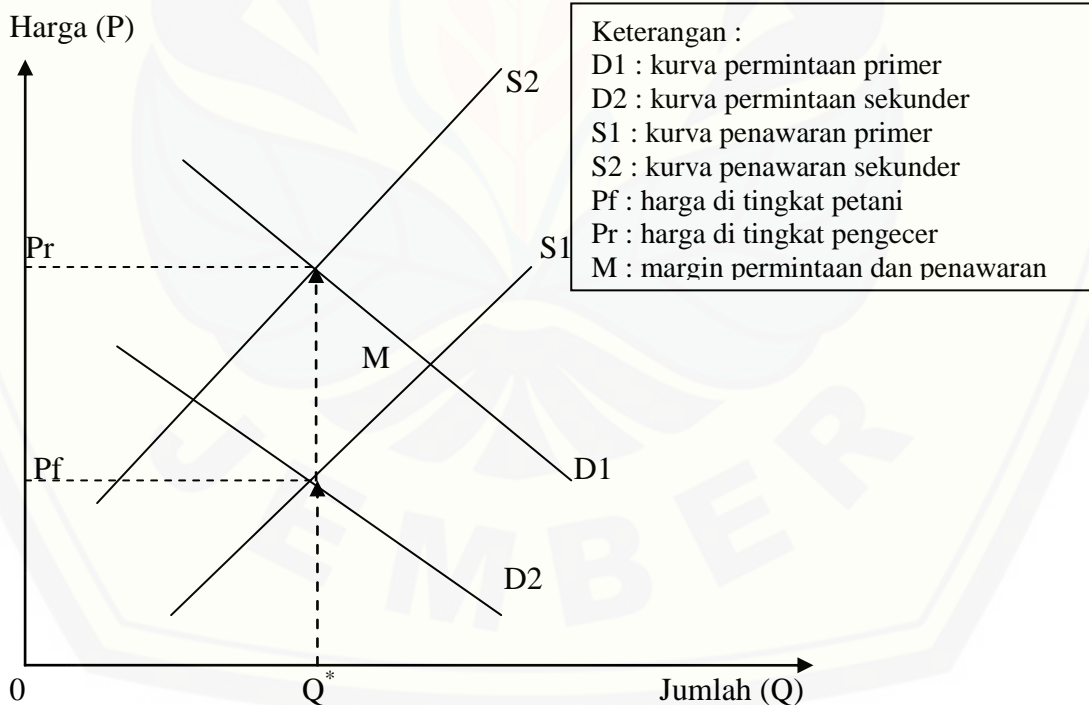 Harga (P)
Keterangan :
D1 : kurva permintaan primer
D2 : kurva permintaan sekunder
S1 : kurva penawaran primer
S2 : kurva penawaran sekunder
Pf : harga di tingkat petani
Pr : harga di tingkat pengecer
M : margin permintaan dan penawaran
S2
Pr
S1
M
Pf
D1
D2
0
Q*
Jumlah (Q)
JEMBER